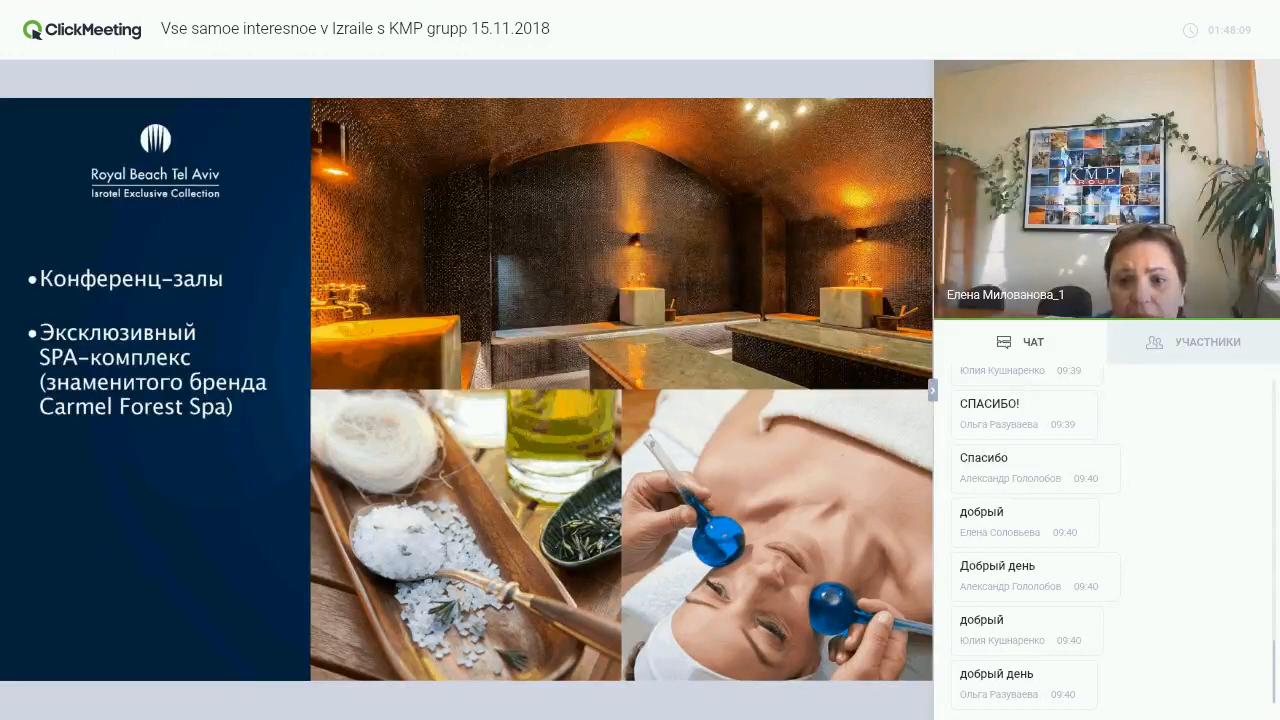 ClickMeeting
Vse samoe interesnoe v Izraile s KMP grupp 15.11.2018
01:48:09
Royal Beach Tel Aviv
Isrotel Exclusive Collection
•Конференц-залы
•Эксклюзивный
SPA-комплекс
(знаменитого бренда
Carmel Forest Spa)
KMP
GROUP
Елена Милованова_1
ЧАТ
УЧАСТНИКИ
Юлия Кушнаренко 09:39
СПАСИБО!
Ольга Разуваева 09:39
Спасибо
Александр Гололобов 09:40
добрый
Елена Соловьева 09:40
Добрый день
Александр Гололобов 09:40
добрый
Юлия Кушнаренко 09:40
добрый день
Ольга Разуваева 09:40